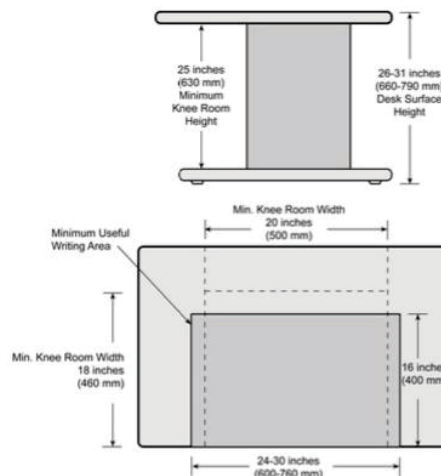 25 inches
(630 mm)
Minimum
Knee Room
Height
26-31 inches
(660-790 mm)
Desk Surface
Height
Min. Knee Room Width
20 inches
(500 mm)
Minimum Useful
Writing Area
Min. Knee Room Width
18 inches
(460 mm)
16 inche
(400 mm
24-30 inches
(600-760 mm)